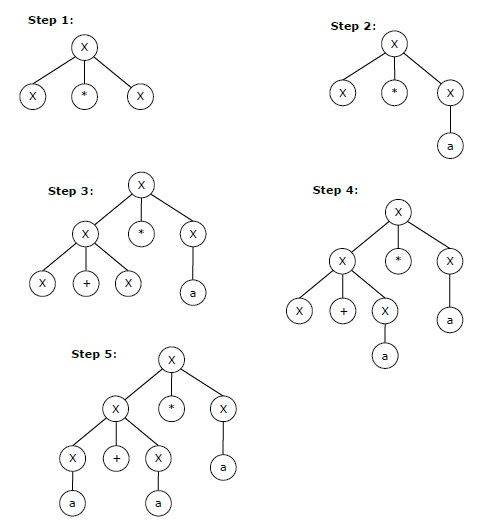 Step 1:
X
X * X
Step 2:
X
X * X
a
Step 3:
X
X * X
X + X
a
Step 4:
X
X * X
X + X
a
a
Step 5:
X
X * X
X + X
a
a a